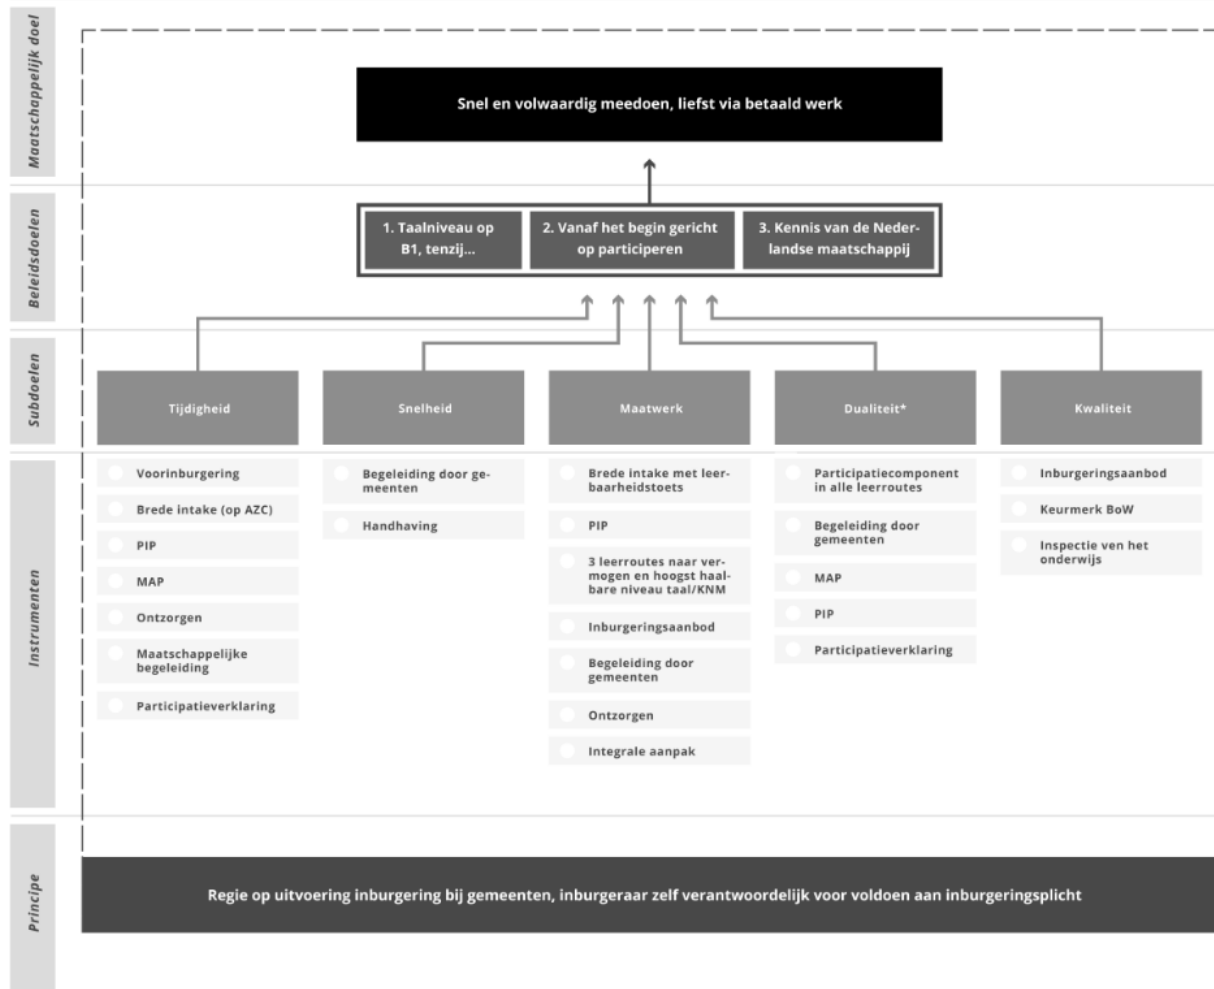 Maatschappelijk doel
Snel en volwaardig meedoen, liefst via betaald werk
Beleidsdoelen
1. Taalniveau op
B1, tenzij...
2. Vanaf het begin gericht
op participeren
3. Kennis van de Neder-
landse maatschappij
Subdoelen
Tijdigheid
Snelheid
Maatwerk
Dualiteit*
Kwaliteit
Instrumenten
Voorinburgering
Brede intake (op AZC)
PIP
MAP
Ontzorgen
Maatschappelijke
begeleiding
Participatieverklaring
Begeleiding door ge-
meenten
Handhaving
Brede intake met leer-
baarheidstoets
PIP
3 leerroutes naar ver-
mogen en hoogst haal-
bare niveau taal/KNM
Inburgeringsaanbod
Begeleiding door
gemeenten
Ontzorgen
Integrale aanpak
Participatiecomponent
in alle leerroutes
Begeleiding door
gemeenten
MAP
PIP
Participatieverklaring
Inburgeringsaanbod
Keurmerk BoW
Inspectie ven het
onderwijs
Principe
Regie op uitvoering inburgering bij gemeenten, inburgeraar zelf verantwoordelijk voor voldoen aan inburgeringsplicht